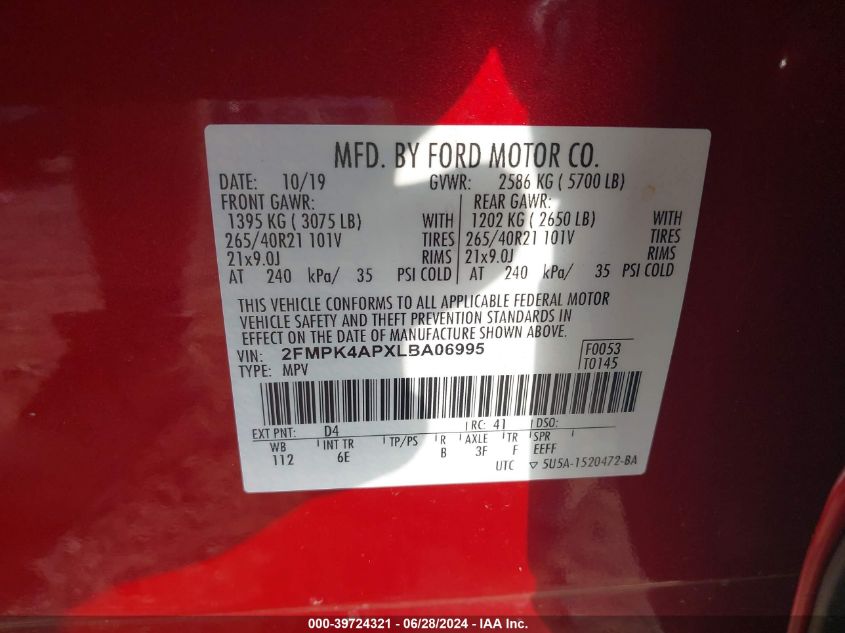 MFD. BY FORD MOTOR CO.
DATE: 10/19 GVWR: 2586 KG ( 5700 LB)
FRONT GAWR: REAR GAWR:
1395 KG ( 3075 LB) WITH 1202 KG ( 2650 LB) WITH
265/40R21 101V TIRES 265/40R21 101V TIRES
21x9.0J RIMS 21x9.0J RIMS
AT 240 kPa/ 35 PSI COLD AT 240 kPa/ 35 PSI COLD
THIS VEHICLE CONFORMS TO ALL APPLICABLE FEDERAL MOTOR
VEHICLE SAFETY AND THEFT PREVENTION STANDARDS IN
EFFECT ON THE DATE OF MANUFACTURE SHOWN ABOVE.
VIN: 2FMPK4APXLBA06995 F0053
TYPE: MPV T0145
EXT PNT: D4 RC: 41 DSO:
WB INT TR TP/PS R AXLE TR SPR
112 6E B 3F F EEFF
UTC ▽ 5U5A-1520472-BA
000-39724321 - 06/28/2024 - IAA Inc.